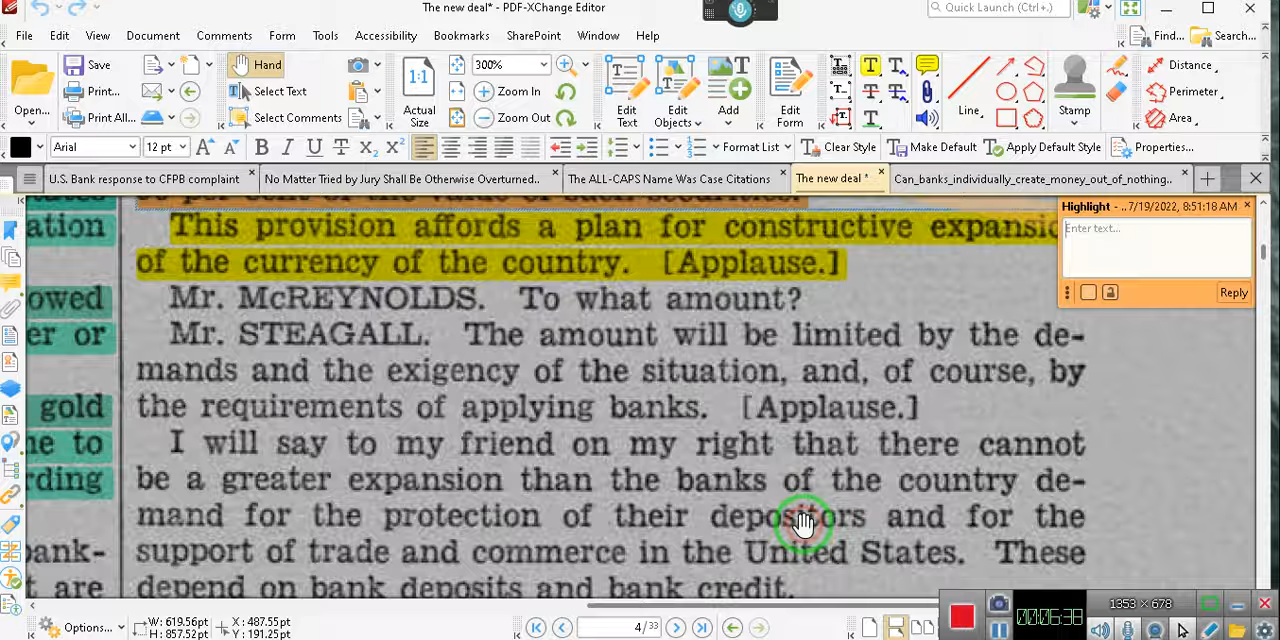 The new deal* - PDF-XChange Editor
Quick Launch (Ctrl+.)
File Edit View Document Comments Form Tools Accessibility Bookmarks SharePoint Window Help
Find... Search...
Open...
Save
Print...
Print All...
Hand
Select Text
Select Comments
1:1
Actual Size
300%
Zoom In
Zoom Out
Edit Text
Edit Objects
Add
Edit Form
Line
Stamp
Distance
Perimeter
Area
Arial 12 pt
Format List Clear Style Make Default Apply Default Style Properties...
U.S. Bank response to CFPB complaint
No Matter Tried by Jury Shall Be Otherwise Overturned..
The ALL-CAPS Name Was Case Citations
The new deal *
Can_banks_individually_create_money_out_of_nothing..
ation
owed
er or
gold
ne to
rding
bank-
t are
This provision affords a plan for constructive expansio
of the currency of the country. [Applause.]
Mr. McREYNOLDS. To what amount?
Mr. STEAGALL. The amount will be limited by the de-
mands and the exigency of the situation, and, of course, by
the requirements of applying banks. [Applause.]
I will say to my friend on my right that there cannot
be a greater expansion than the banks of the country de-
mand for the protection of their depositors and for the
support of trade and commerce in the United States. These
depend on bank deposits and bank credit.
Highlight - ..7/19/2022, 8:51:18 AM
Enter text...
Reply
Options...
W: 619.56pt
H: 857.52pt
X: 487.55pt
Y: 191.25pt
4/33
00:06:38
1353 × 678